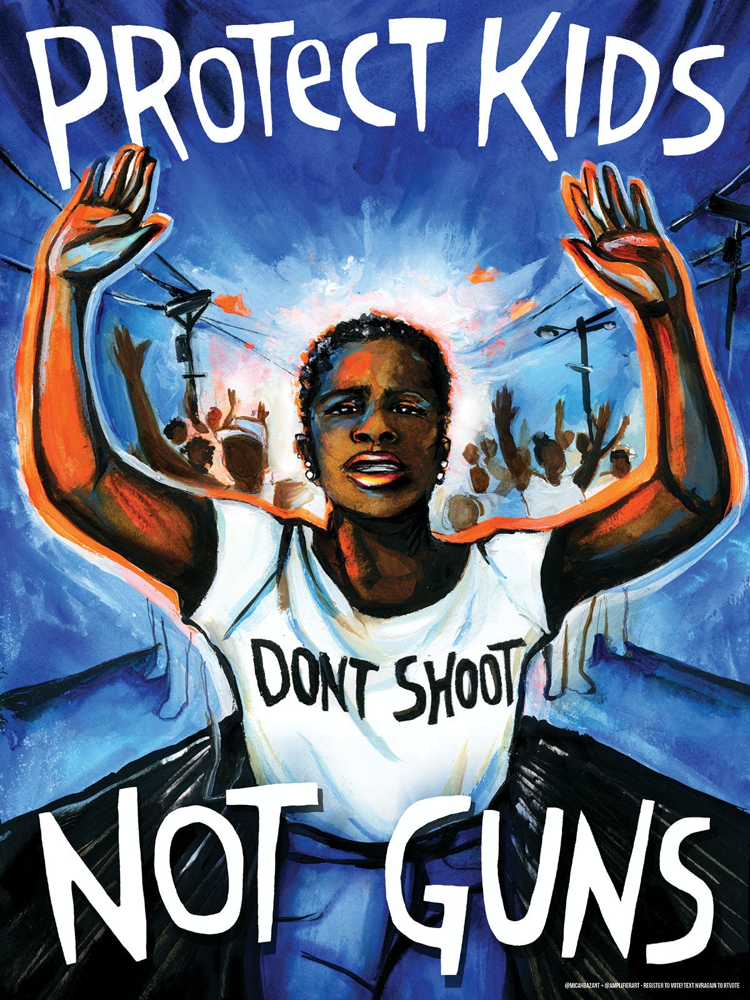 PROTECT KIDS
DONT SHOOT
NOT GUNS
@MICAHBAZANT + @AMPLIFIERART - REGISTER TO VOTE! TEXT NVRAGAIN TO RTVOTE